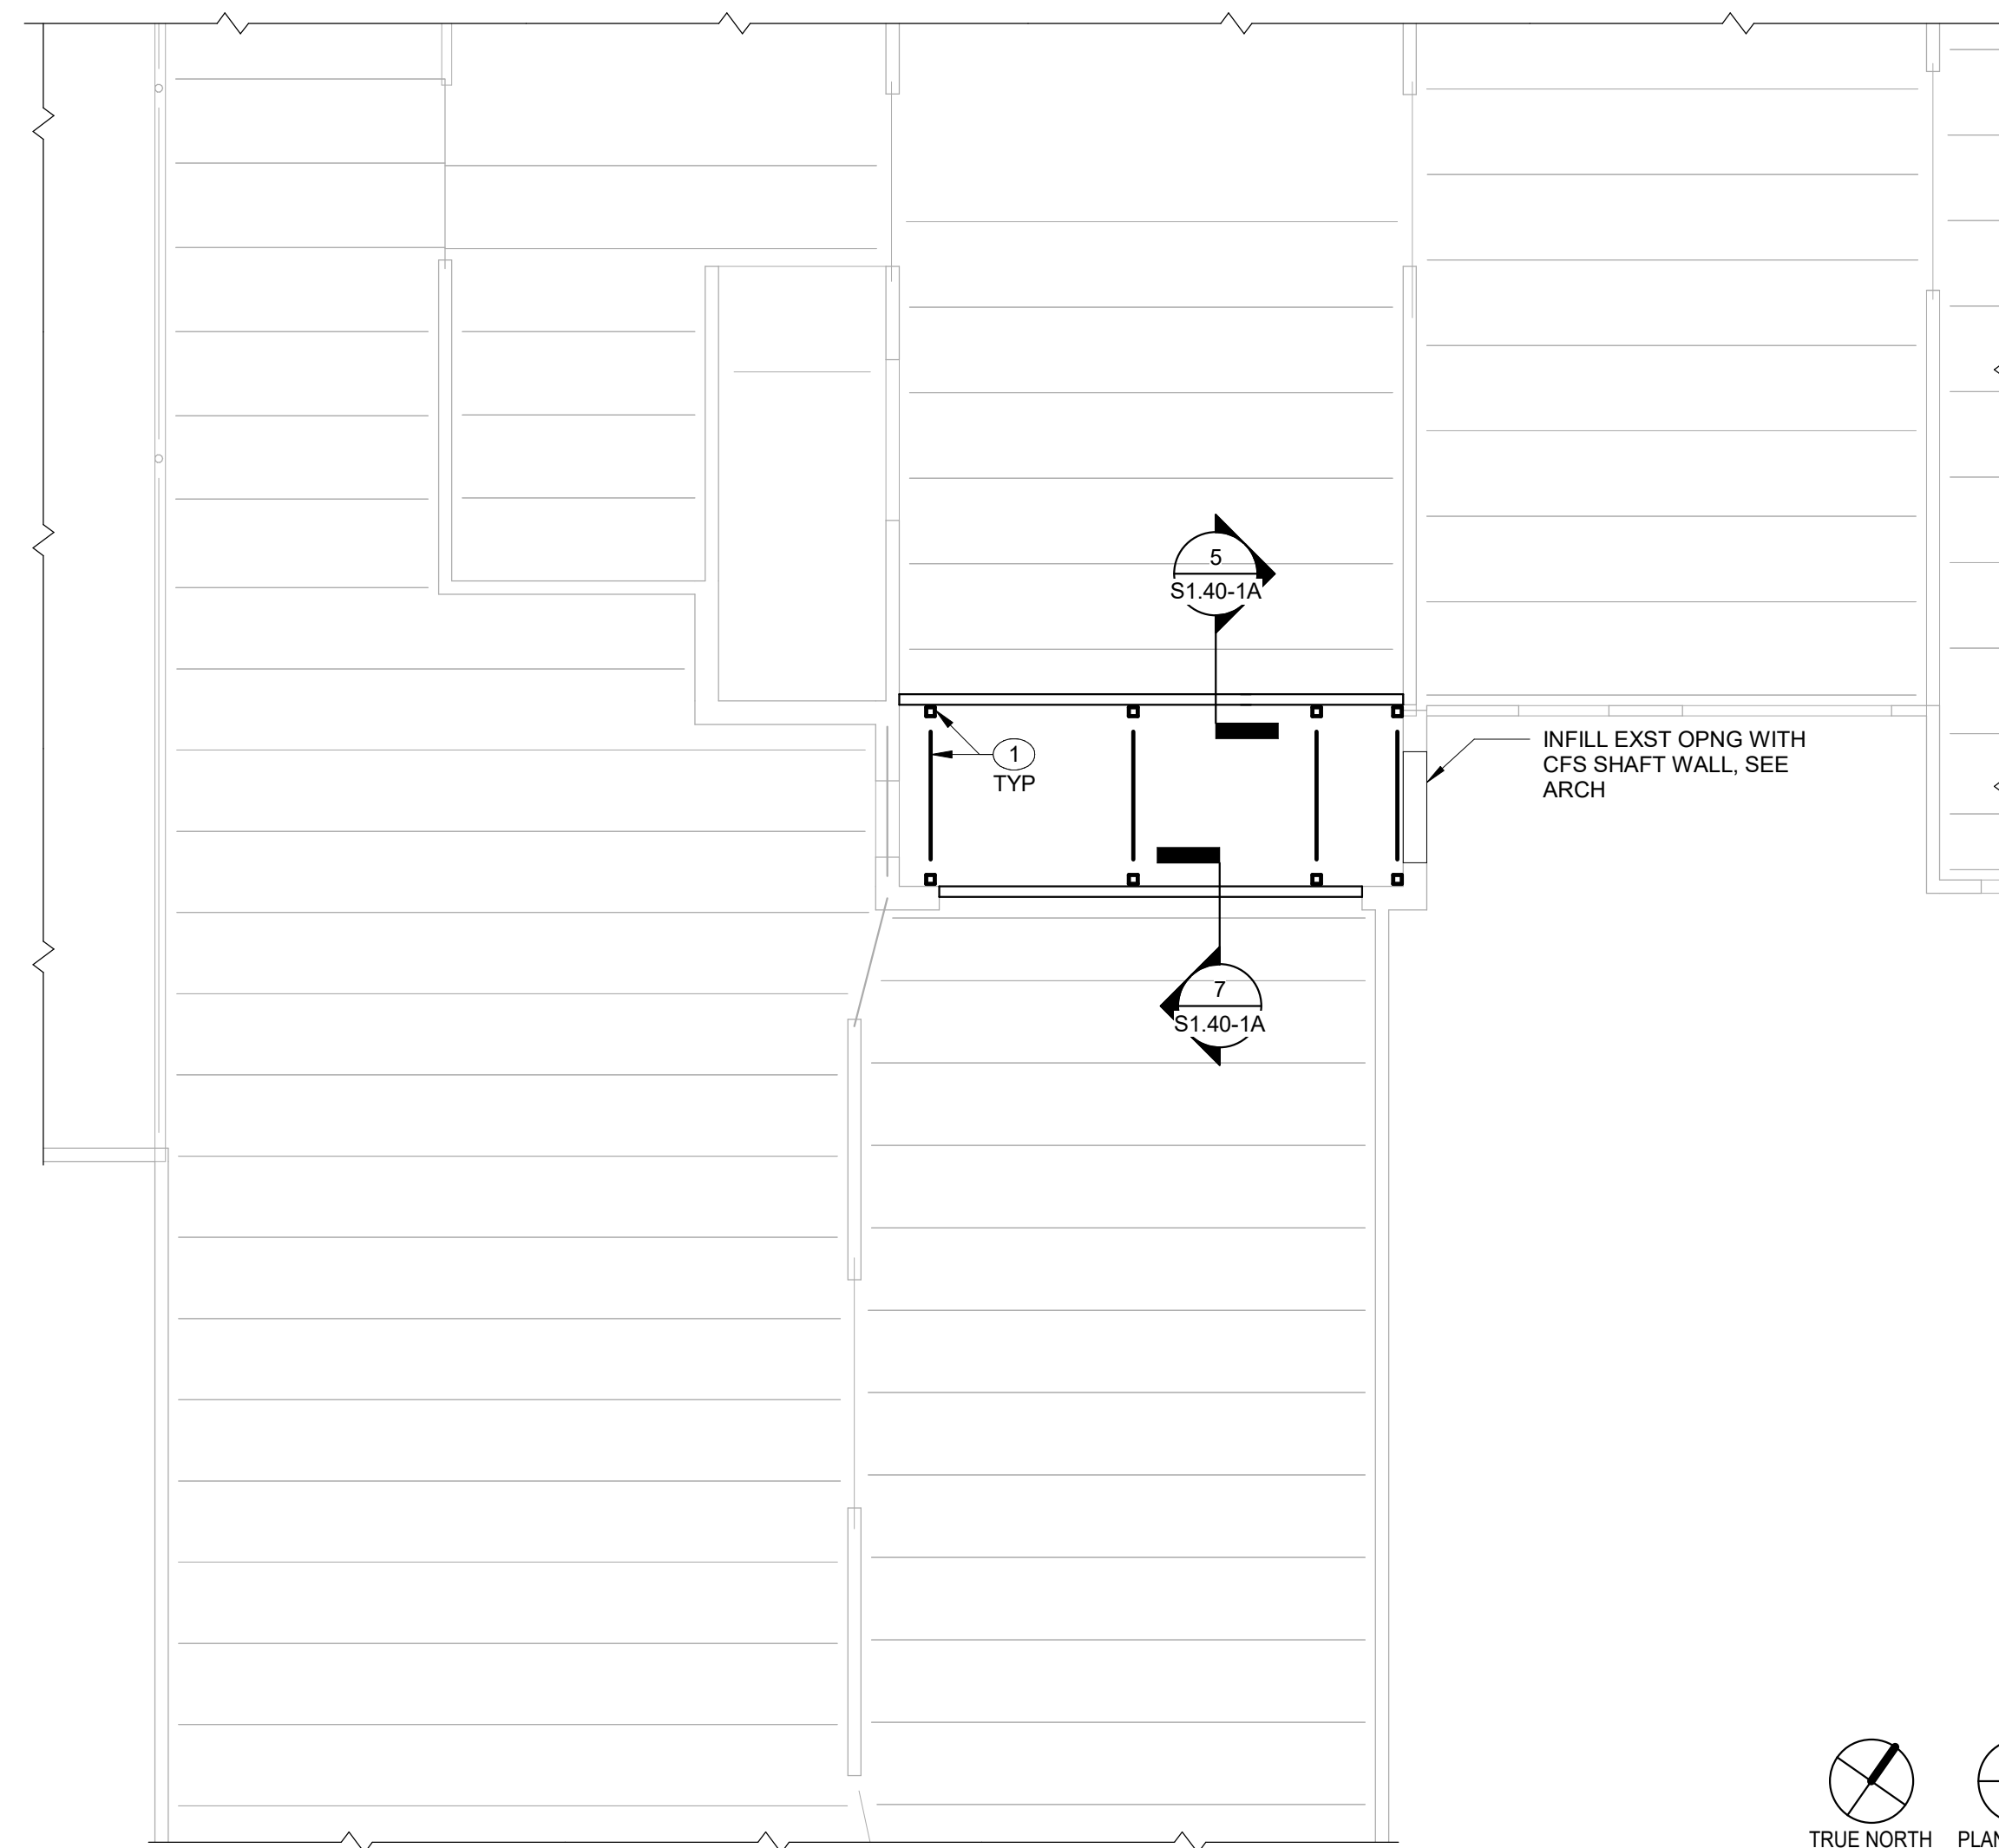 5
S1.40-1A
1
TYP
INFILL EXST OPNG WITH
CFS SHAFT WALL, SEE
ARCH
7
S1.40-1A
TRUE NORTH